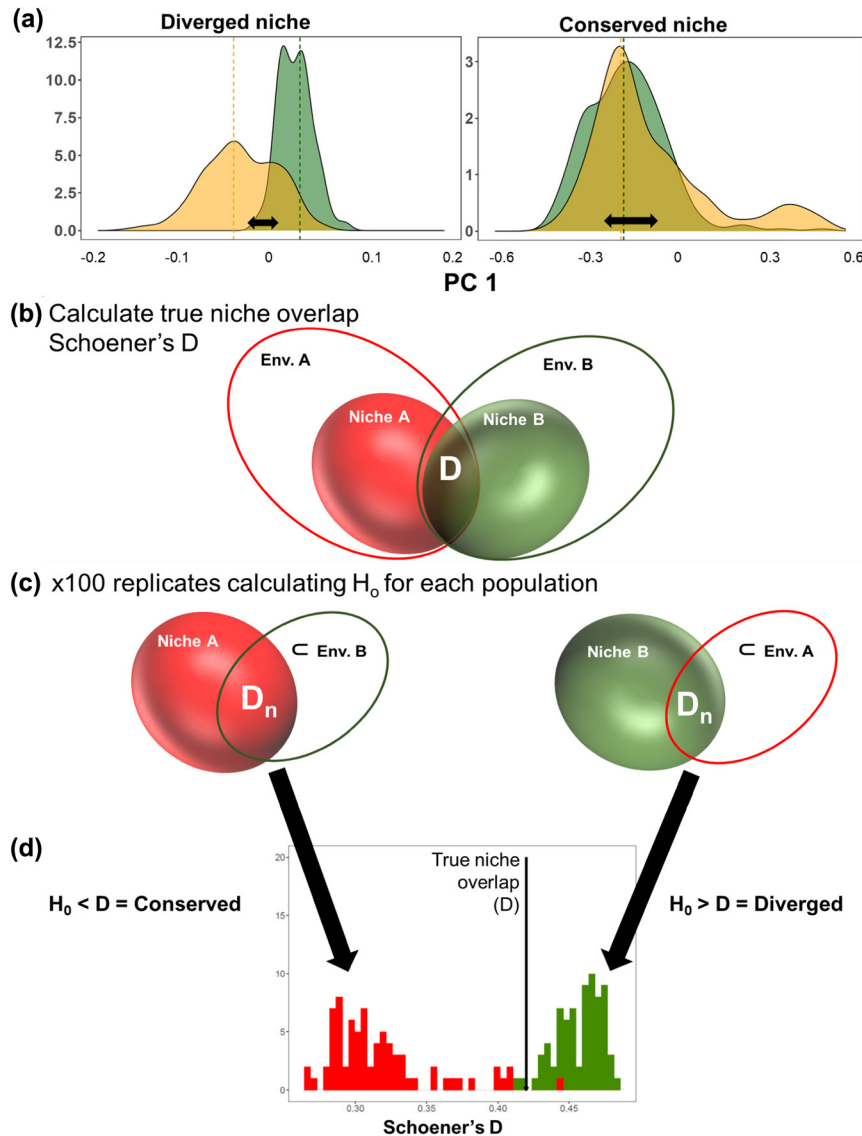 (a)
Diverged niche
Conserved niche
12.5
10.0
7.5
5.0
2.5
0.0
3
2
1
0
-0.2
-0.1
0
0.1
0.2
-0.6
-0.3
0
0.3
0.6
PC 1
(b) Calculate true niche overlap
Schoener's D
Env. A
Env. B
Niche A
Niche B
D
(c) x100 replicates calculating Ho for each population
Niche A
⊂ Env. B
Dn
Niche B
⊂ Env. A
Dn
(d)
True niche
overlap
(D)
H0 < D = Conserved
H0 > D = Diverged
20
15
10
5
0
0.30
0.35
0.40
0.45
Schoener's D